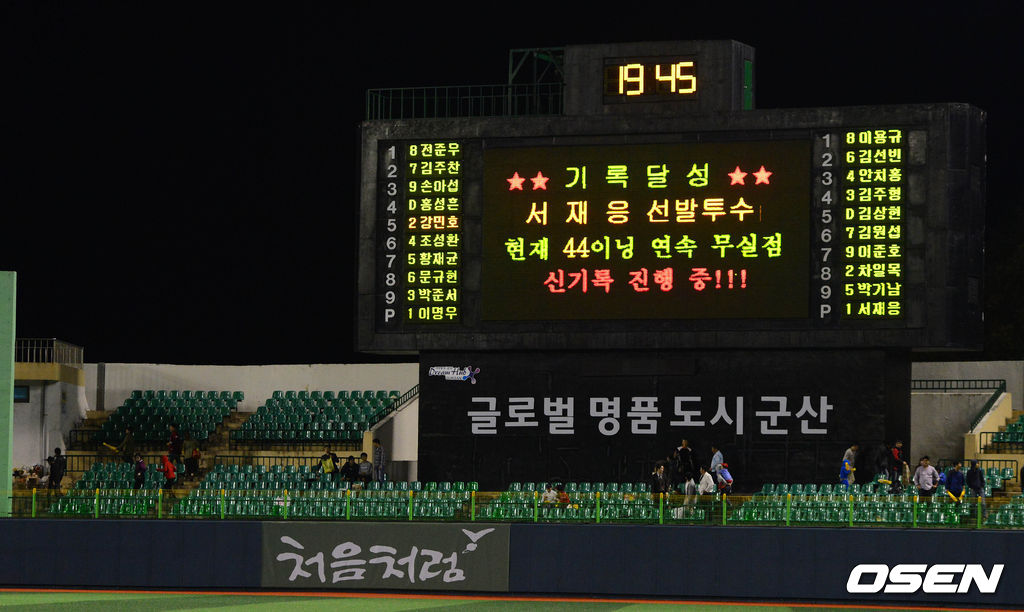 19 45
1 8 전준우
2 7 김주찬
3 9 손아섭
4 D 홍성흔
5 2 강민호
6 4 조성환
7 5 황재균
8 6 문규현
9 3 박준서
P 1 이명우
★★ 기록달성 ★★
서재응 선발투수
현재 44이닝 연속 무실점
신기록 진행 중!!!
1 8 이용규
2 6 김선빈
3 4 안치홍
4 3 김주형
5 D 김상현
6 7 김원섭
7 9 이준호
8 2 차일목
9 5 박기남
P 1 서재응
글로벌 명품도시 군산
처음처럼
OSEN